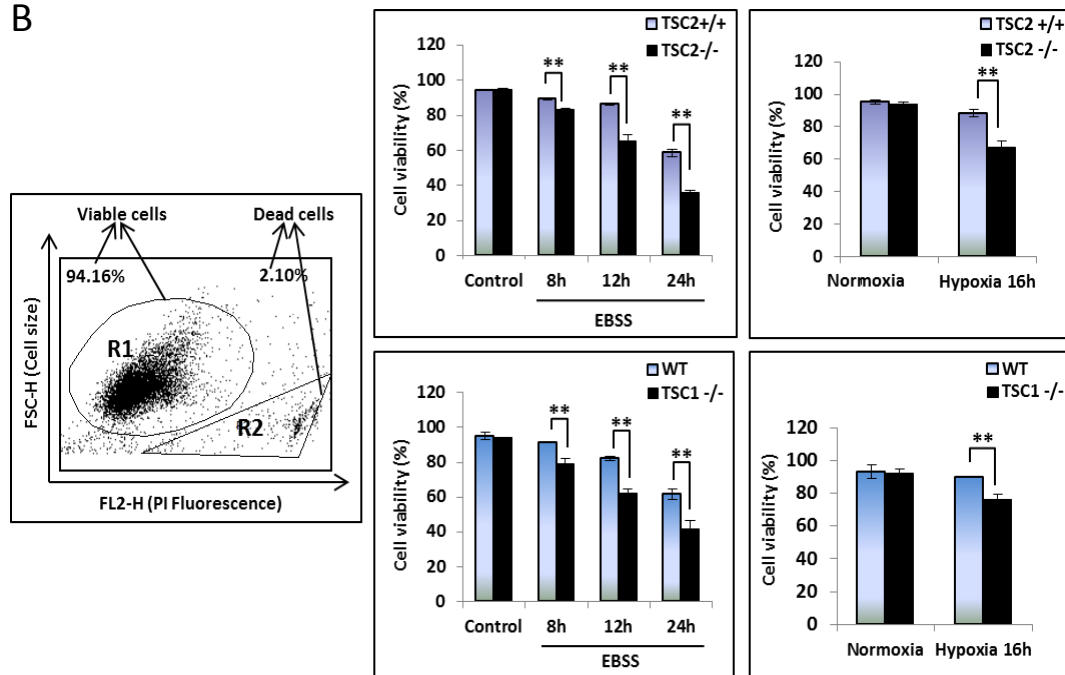 B
Viable cells
Dead cells
94.16%
2.10%
R1
R2
FSC-H (Cell size)
FL2-H (PI Fluorescence)
TSC2+/+
TSC2-/-
Cell viability (%)
120
100
80
60
40
20
0
**
**
**
Control 8h 12h 24h
EBSS
TSC2 +/+
TSC2 -/-
Cell viability (%)
120
100
80
60
40
20
0
**
Normoxia Hypoxia 16h
WT
TSC1 -/-
Cell viability (%)
120
100
80
60
40
20
0
**
**
**
Control 8h 12h 24h
EBSS
WT
TSC1 -/-
Cell viability (%)
120
100
80
60
40
20
0
**
Normoxia Hypoxia 16h